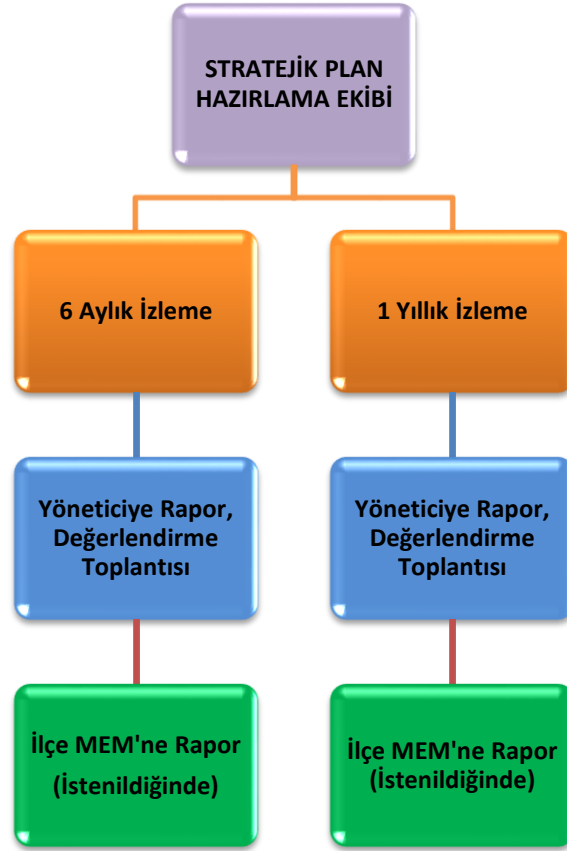 STRATEJİK PLAN
HAZIRLAMA EKİBİ
6 Aylık İzleme
1 Yıllık İzleme
Yöneticiye Rapor,
Değerlendirme
Toplantısı
Yöneticiye Rapor,
Değerlendirme
Toplantısı
İlçe MEM'ne Rapor
(İstenildiğinde)
İlçe MEM'ne Rapor
(İstenildiğinde)